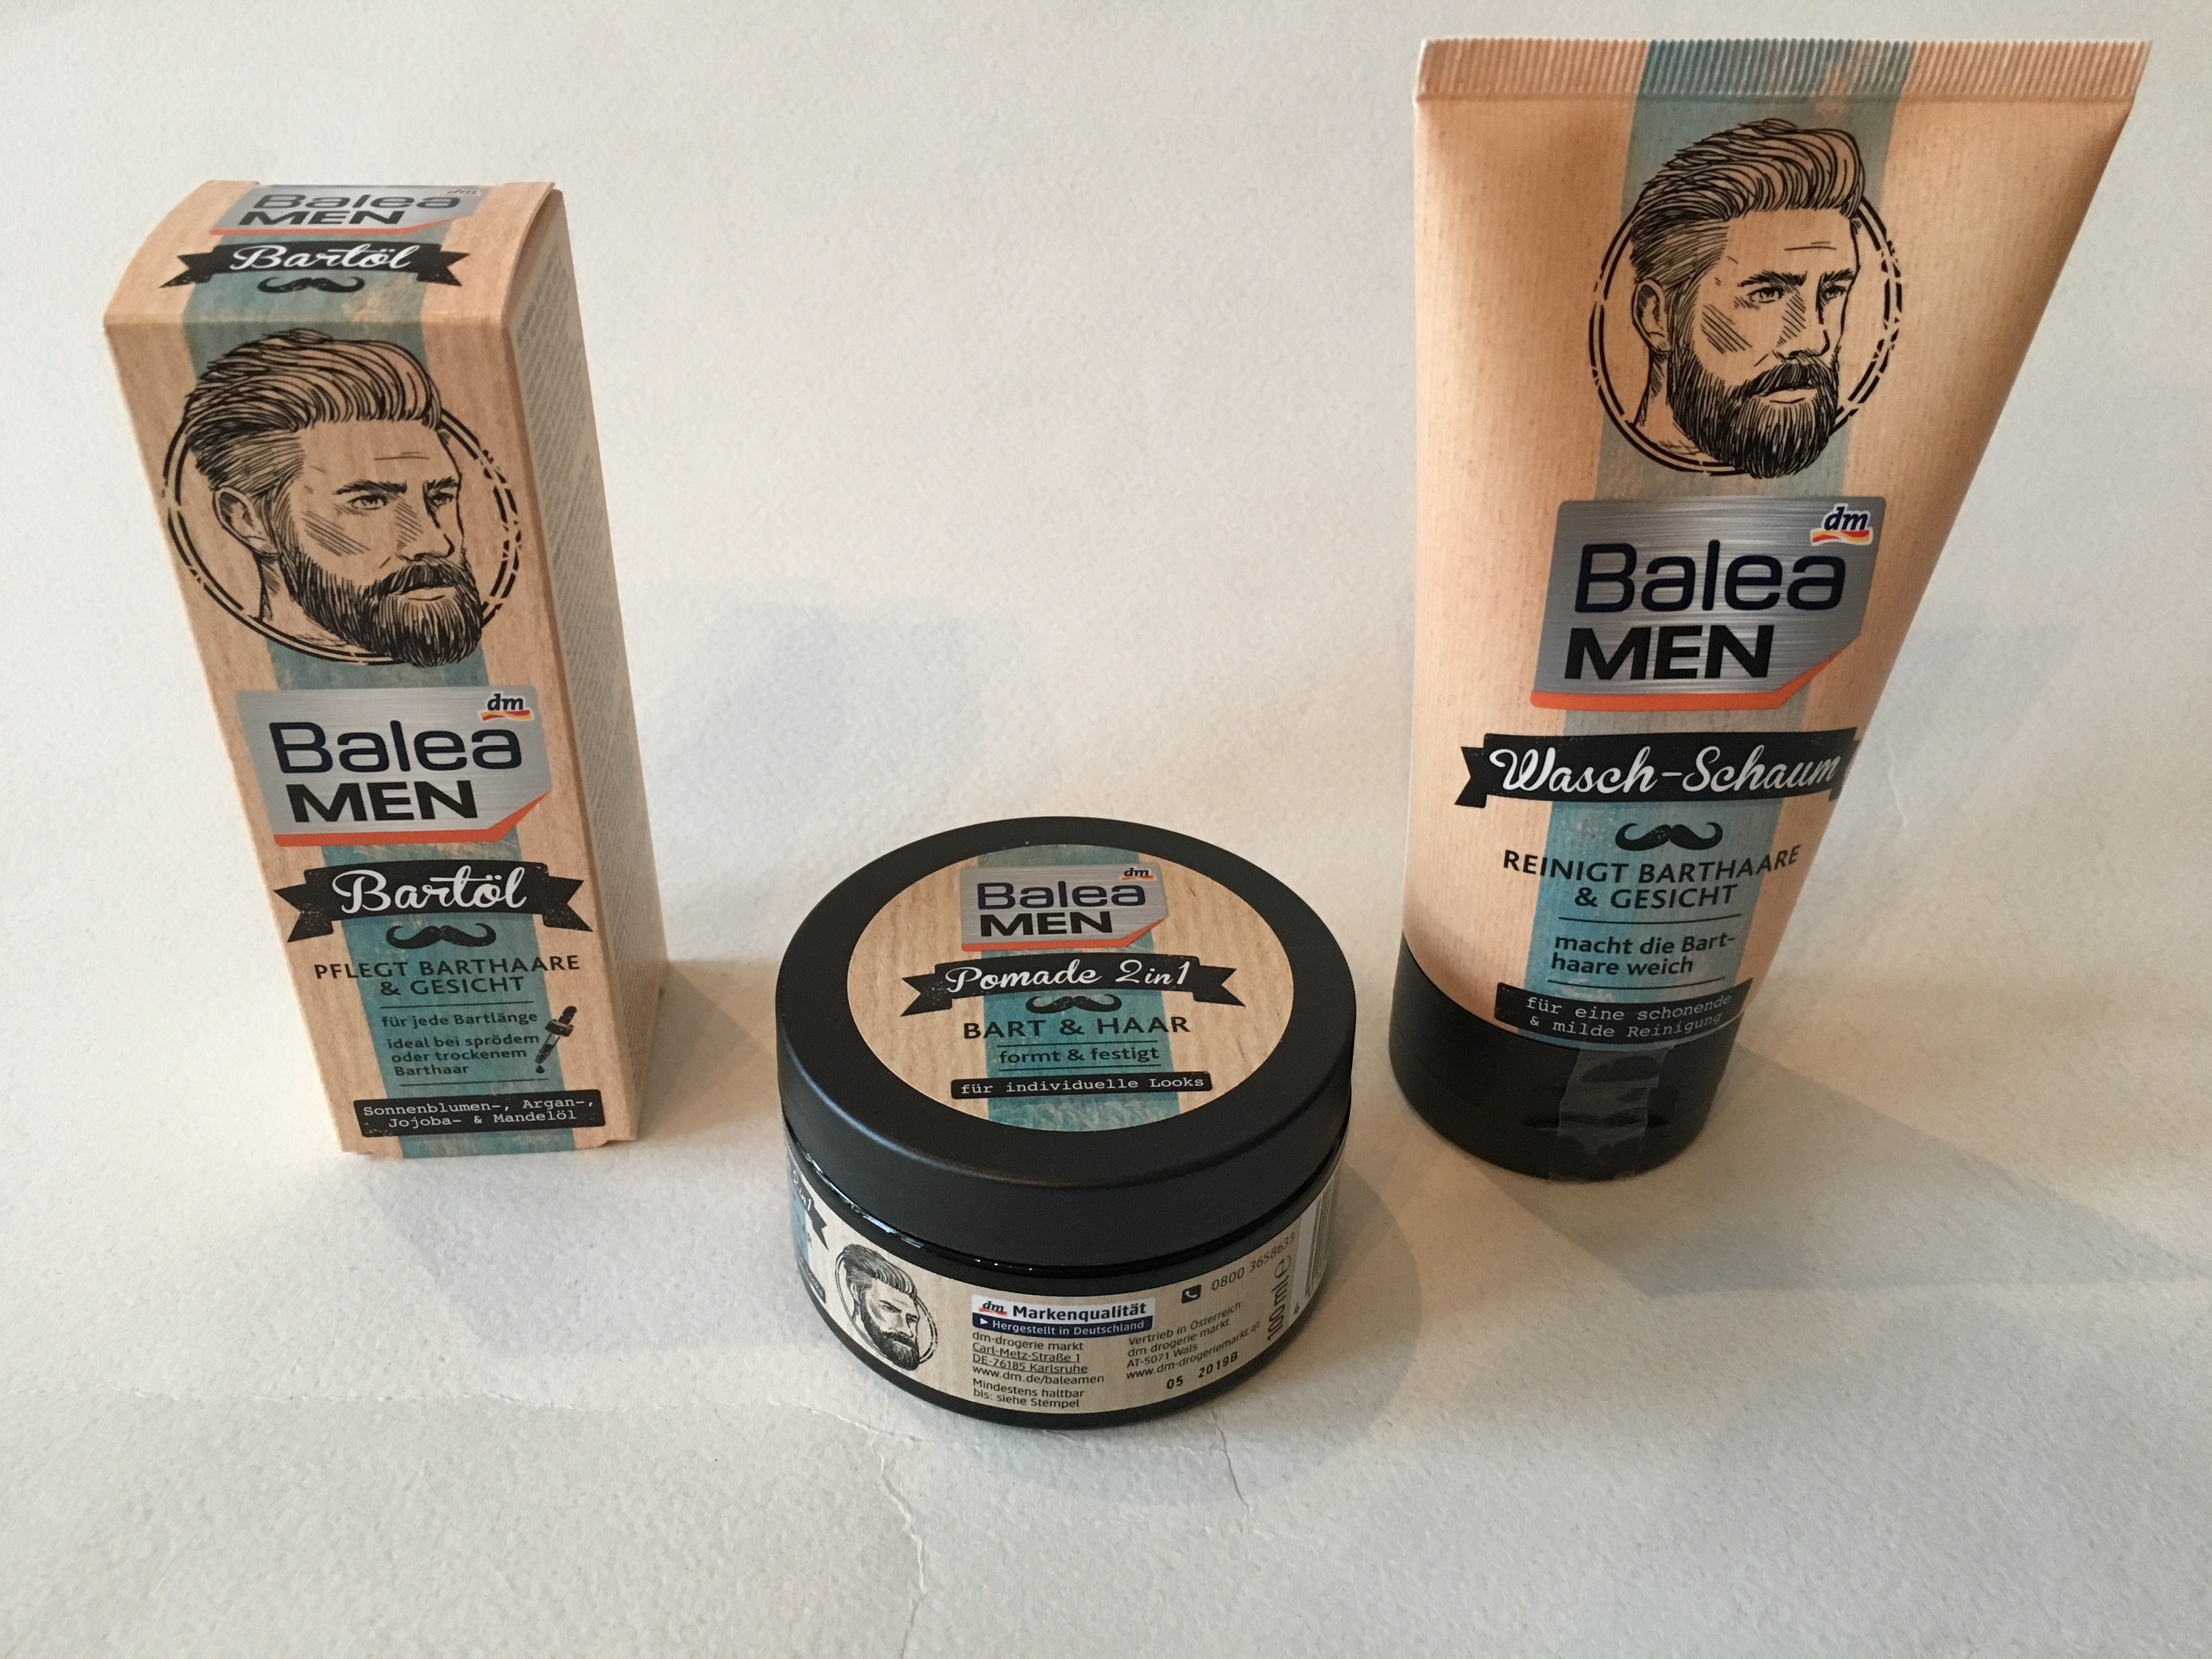 Balea
MEN
dm
Bartöl
dm
Balea
MEN
Bartöl
PFLEGT BARTHAARE
& GESICHT
für jede Bartlänge
ideal bei sprödem
oder trockenem
Barthaar
Sonnenblumen-, Argan-,
Jojoba- & Mandelöl
dm
Balea
MEN
Pomade 2in1
BART & HAAR
formt & festigt
für individuelle Looks
dm Markenqualität
Hergestellt in Deutschland
dm-drogerie markt
Carl-Metz-Straße 1
DE-76185 Karlsruhe
www.dm.de/baleamen
Mindestens haltbar
bis: siehe Stempel
0800 3658633
Vertrieb in Österreich:
dm drogerie markt
AT-5071 Wals
www.dm-drogeriemarkt.at
05 2019B
100 ml e
dm
Balea
MEN
Wasch-Schaum
REINIGT BARTHAARE
& GESICHT
macht die Bart-
haare weich
für eine schonende
& milde Reinigung